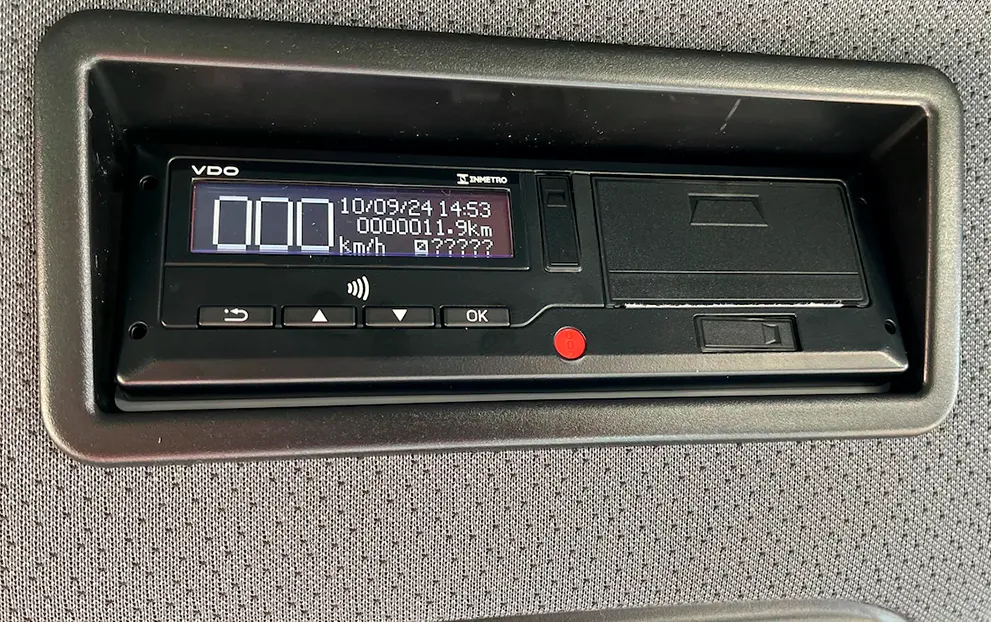 VDO
INMETRO
000 km/h
10/09/24 14:53
0000011.9km
?????
OK